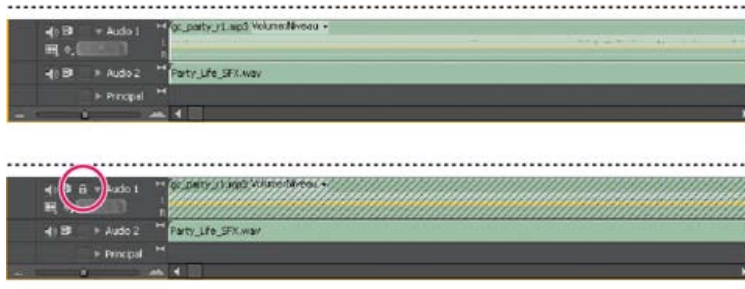 Audio 1 gc_party_r1.mp3 Volume:Niveau
L
R
Audio 2 Party_Life_SFX.wav
Principal
Audio 1 gc_party_r1.mp3 Volume:Niveau
L
R
Audio 2 Party_Life_SFX.wav
Principal